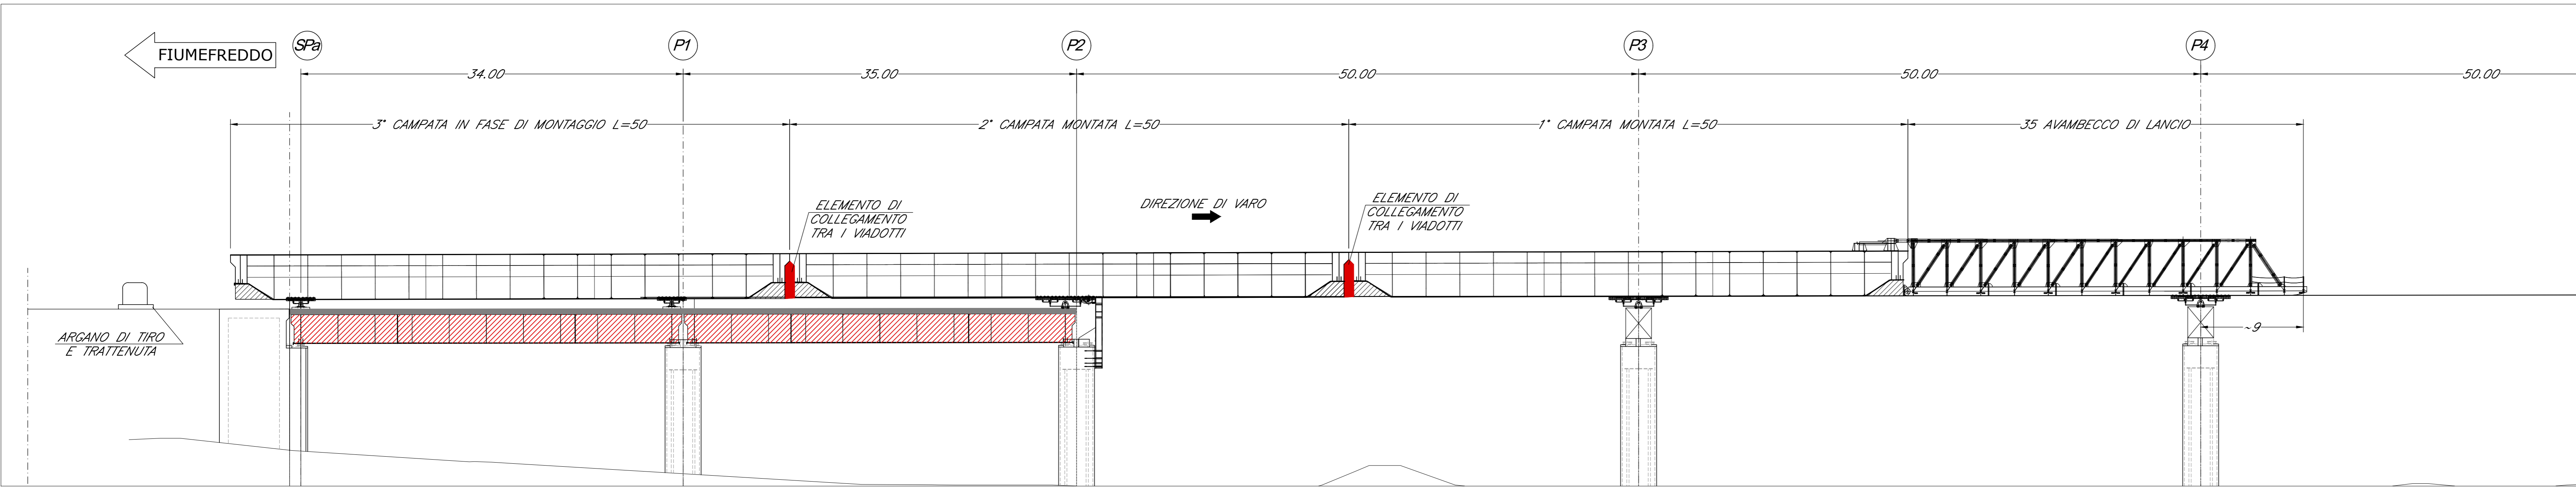 FIUMEFREDDO
SPa
P1
P2
P3
P4
34.00
35.00
50.00
50.00
50.00
3° CAMPATA IN FASE DI MONTAGGIO L=50
2° CAMPATA MONTATA L=50
1° CAMPATA MONTATA L=50
35 AVAMBECCO DI LANCIO
ELEMENTO DI
COLLEGAMENTO
TRA I VIADOTTI
DIREZIONE DI VARO
ELEMENTO DI
COLLEGAMENTO
TRA I VIADOTTI
ARGANO DI TIRO
E TRATTENUTA
~9